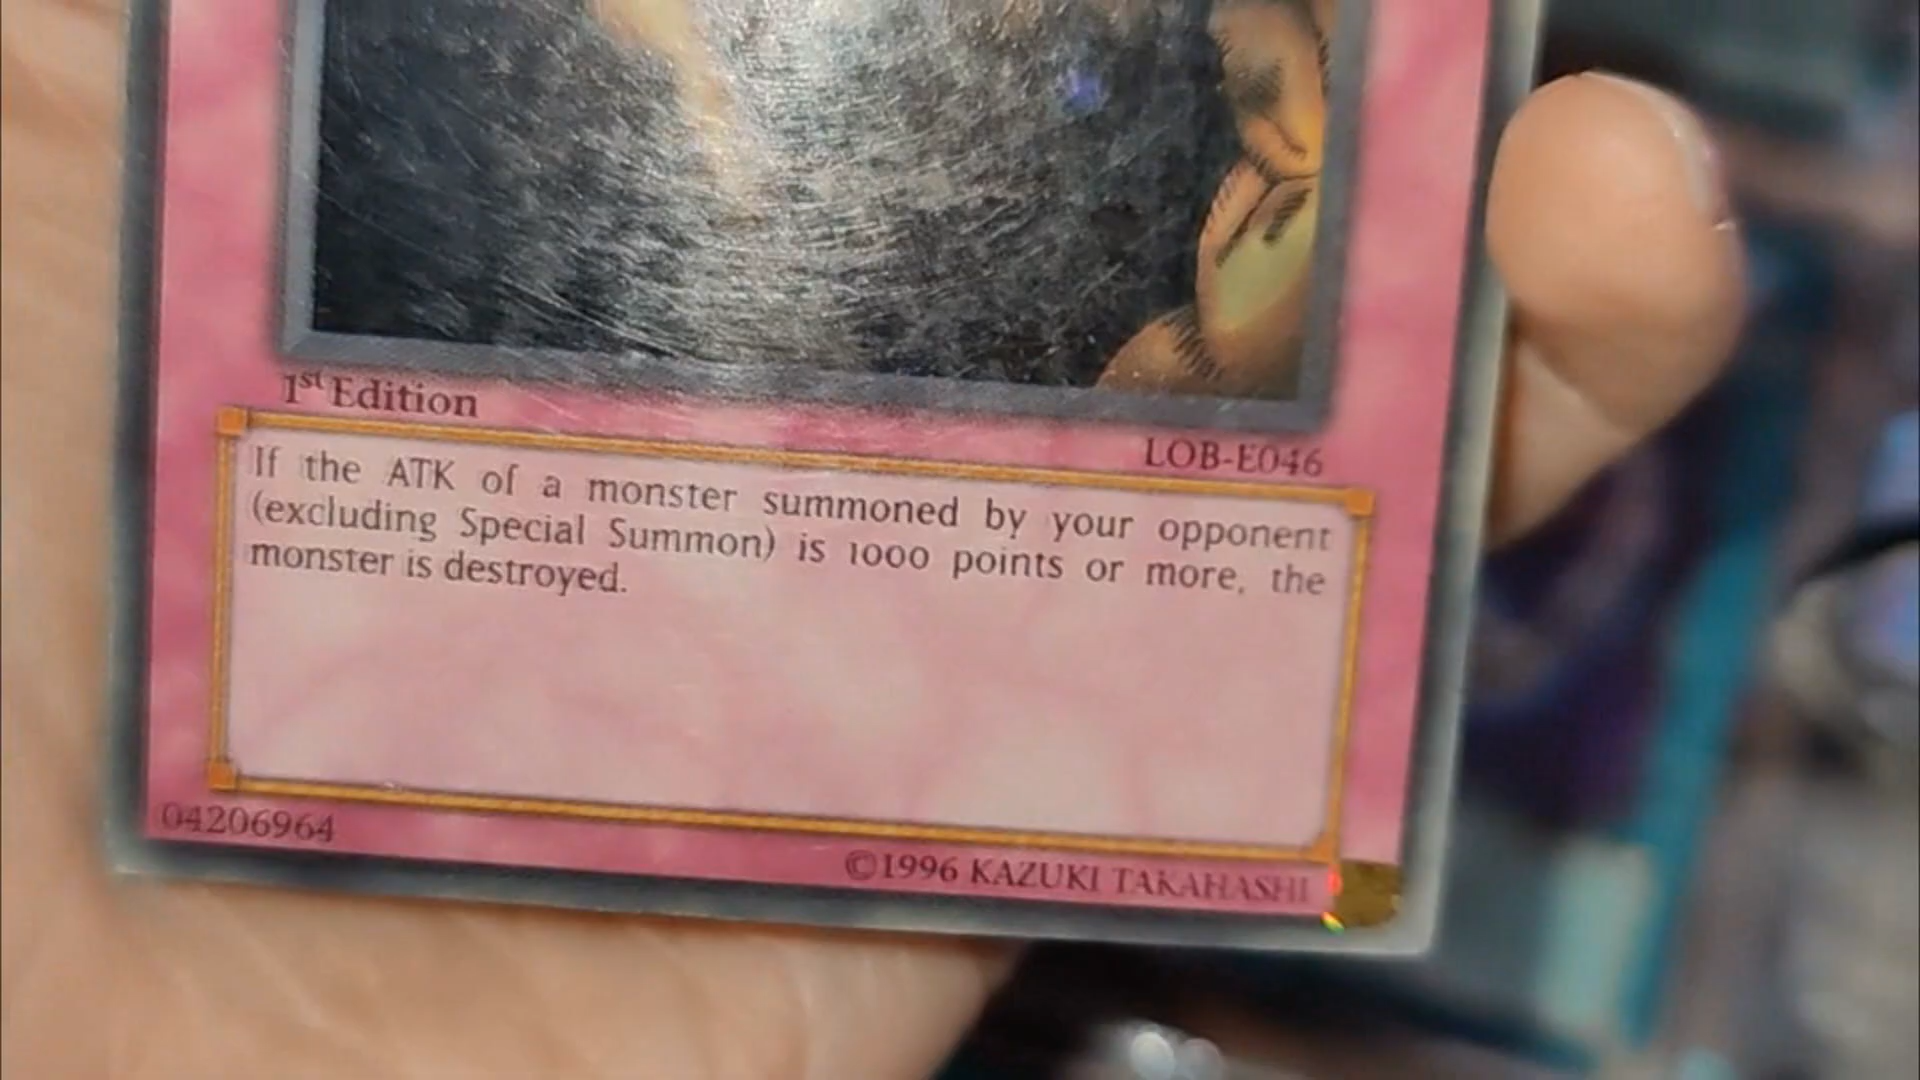 1st Edition
LOB-E046
If the ATK of a monster summoned by your opponent
(excluding Special Summon) is 1000 points or more, the
monster is destroyed.
04206964
©1996 KAZUKI TAKAHASHI